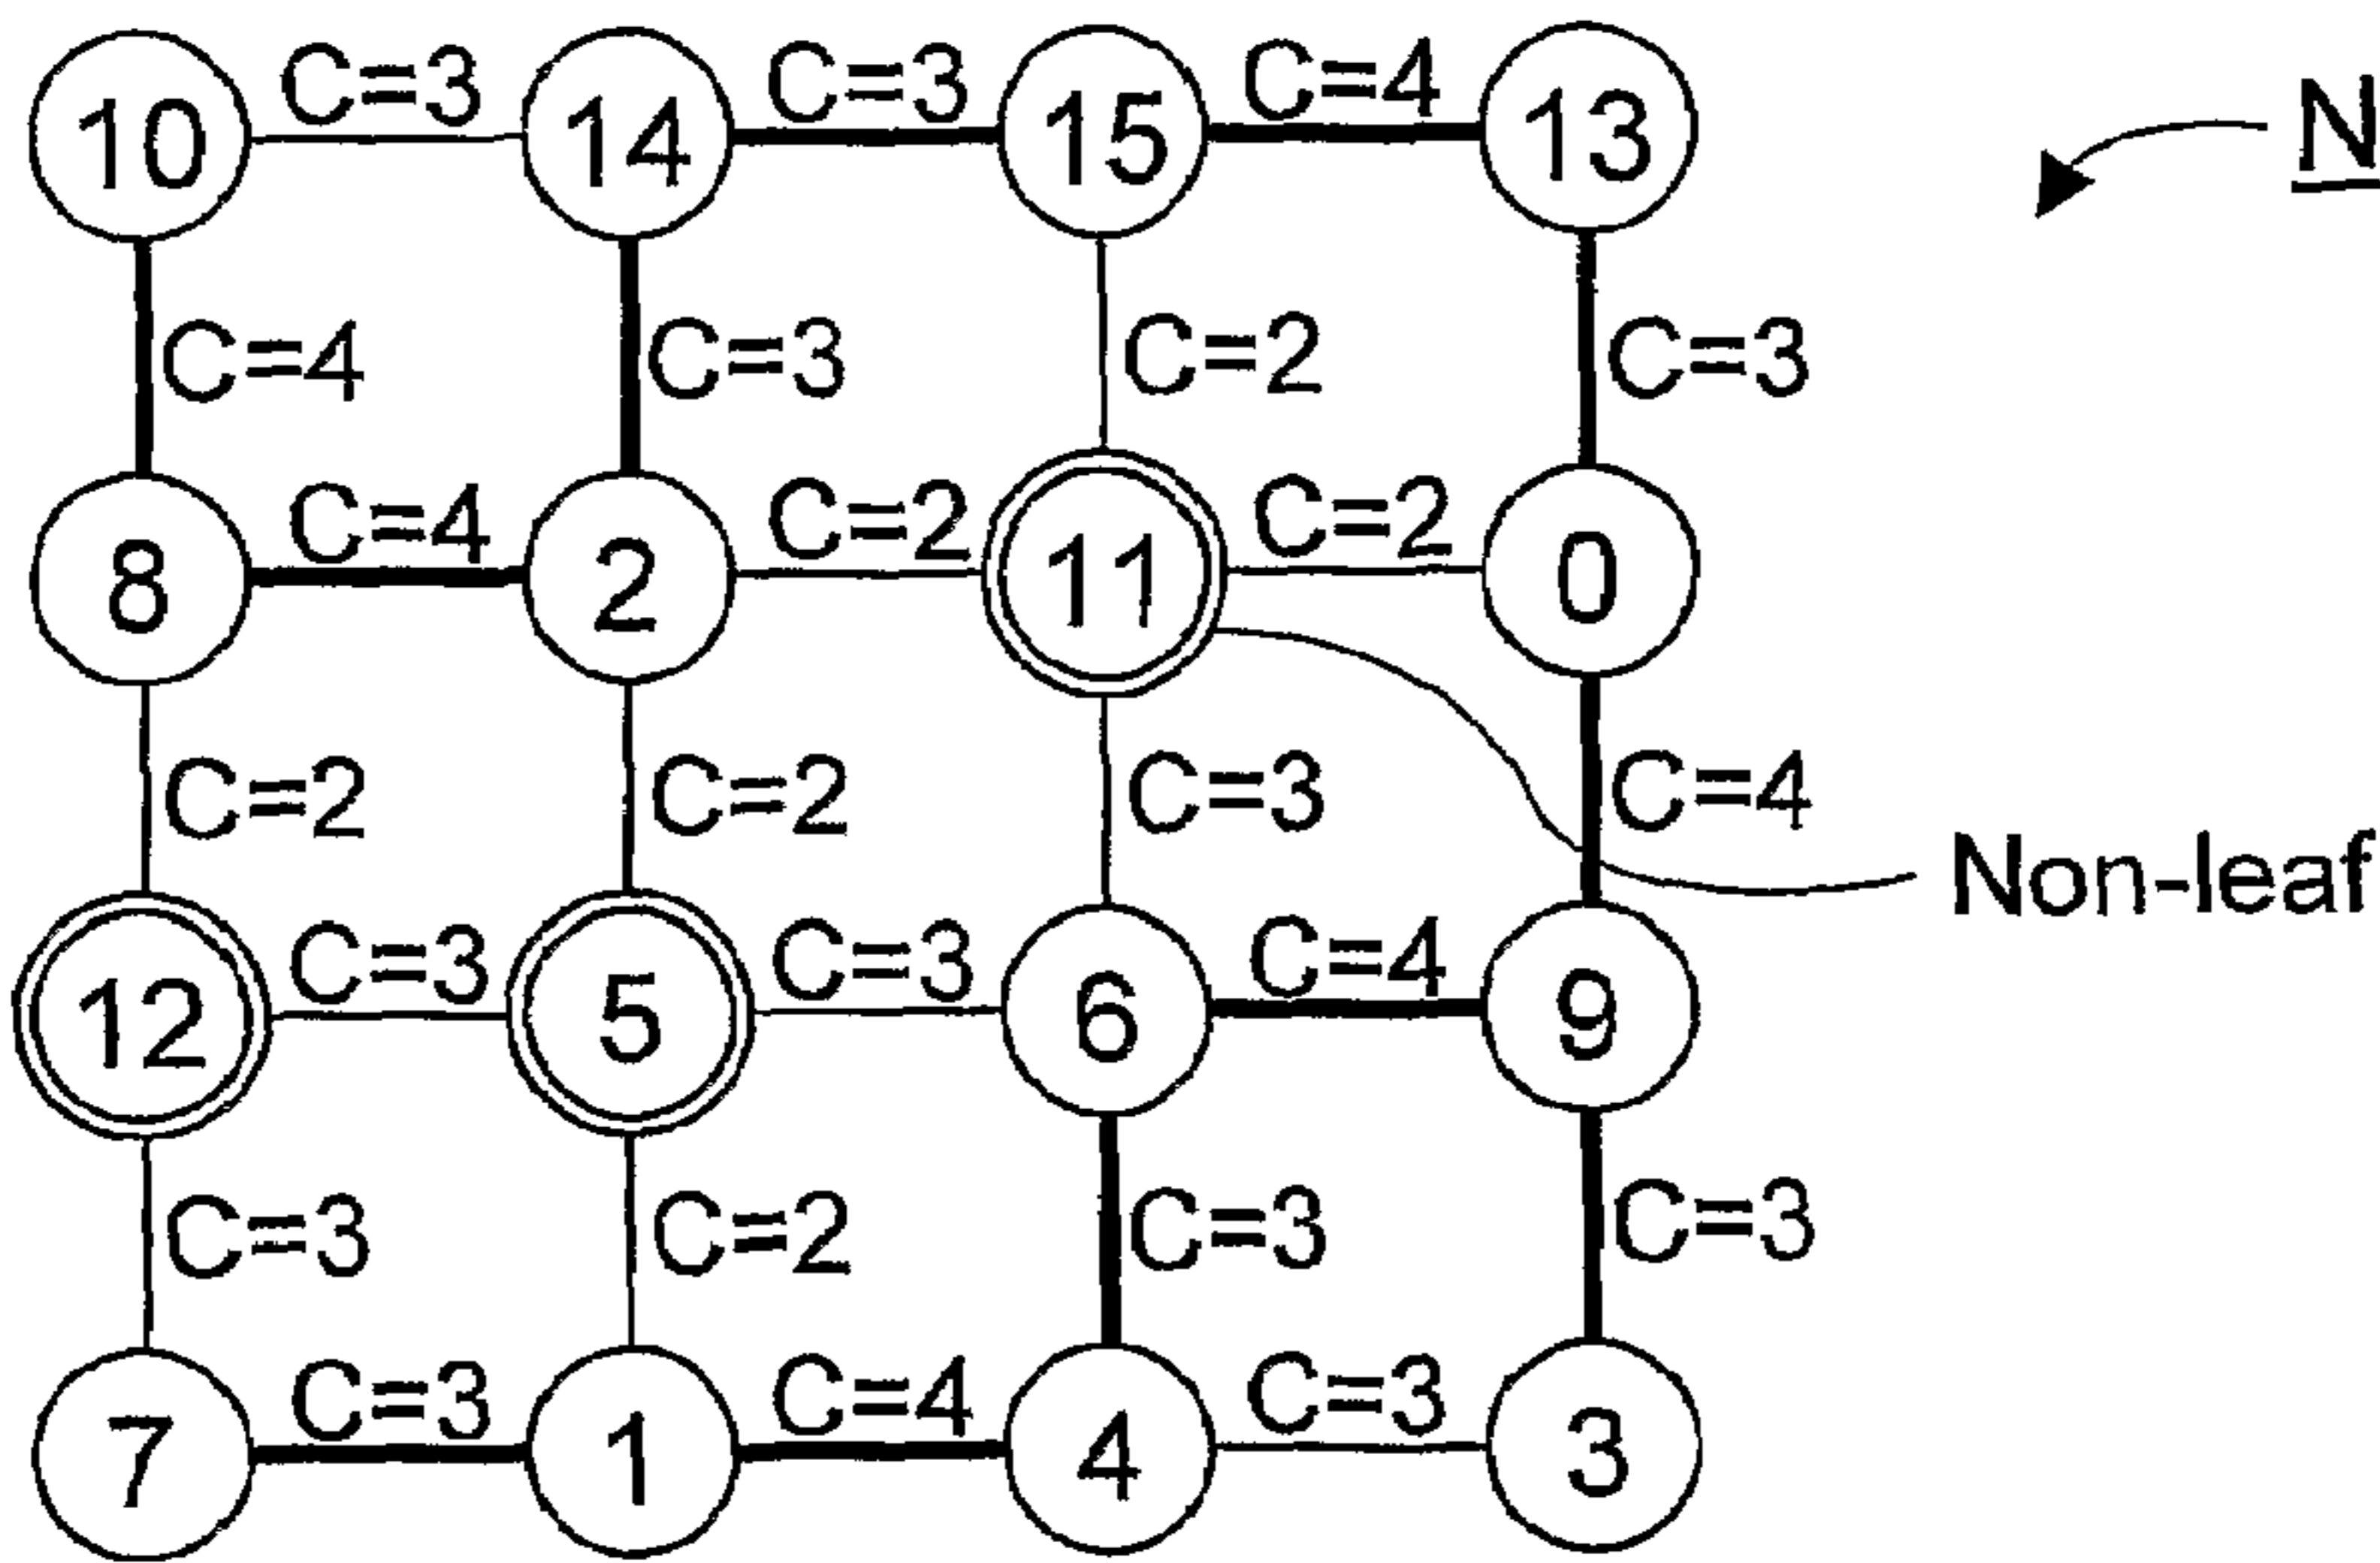 C=3 C=3 C=4
10 14 15 13 N
C=4 C=3 C=2 C=3
C=4 C=2 C=2
8 2 11 0
C=2 C=2 C=3 C=4
Non-leaf
C=3 C=3 C=4
12 5 6 9
C=3 C=2 C=3 C=3
C=3 C=4 C=3
7 1 4 3